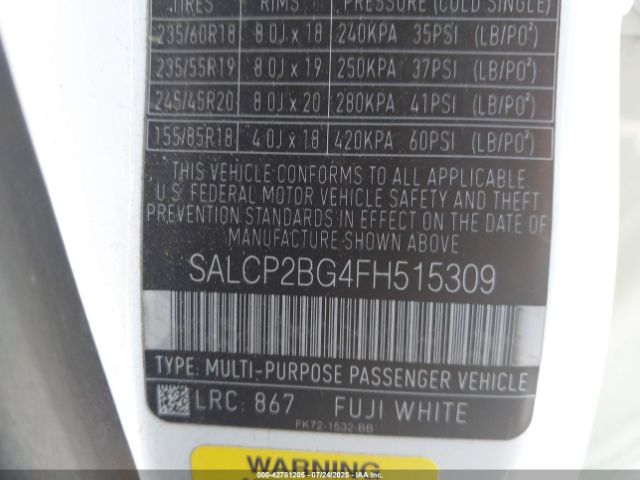 TIRES RIMS PRESSURE (COLD SINGLE)
235/60R18 8.0J x 18 240KPA 35PSI (LB/PO²)
235/55R19 8.0J x 19 250KPA 37PSI (LB/PO²)
245/45R20 8.0J x 20 280KPA 41PSI (LB/PO²)
155/85R18 4.0J x 18 420KPA 60PSI (LB/PO²)
THIS VEHICLE CONFORMS TO ALL APPLICABLE
U.S. FEDERAL MOTOR VEHICLE SAFETY AND THEFT
PREVENTION STANDARDS IN EFFECT ON THE DATE OF
MANUFACTURE SHOWN ABOVE
SALCP2BG4FH515309
TYPE: MULTI-PURPOSE PASSENGER VEHICLE
LRC: 867 FUJI WHITE
FK72-1532-BB
WARNING
000-42781205 - 07/24/2025 - IAAI.COM